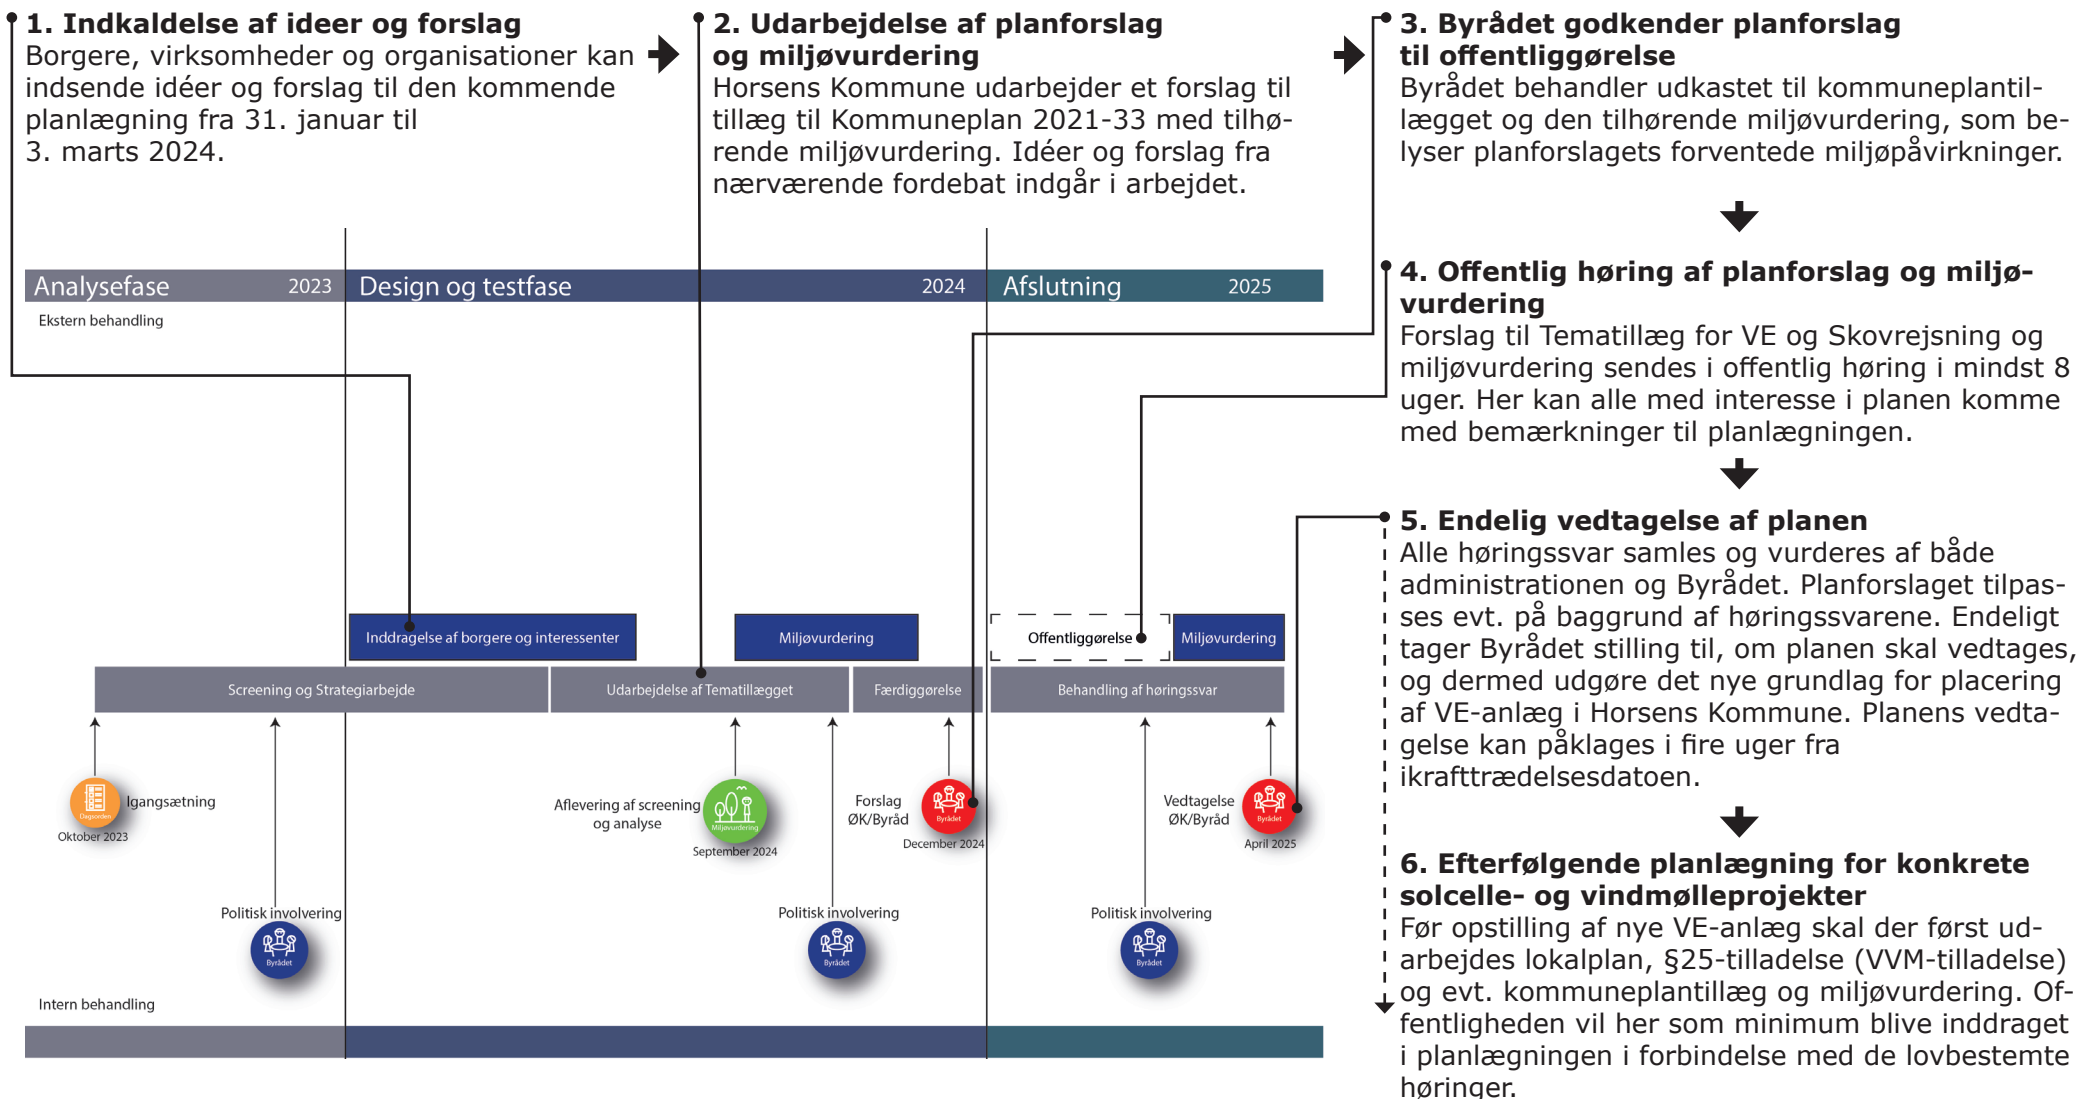 1. Indkaldelse af ideer og forslag
Borgere, virksomheder og organisationer kan
indsende idéer og forslag til den kommende
planlægning fra 31. januar til
3. marts 2024.
2. Udarbejdelse af planforslag
og miljøvurdering
Horsens Kommune udarbejder et forslag til
tillæg til Kommuneplan 2021-33 med tilhø-
rende miljøvurdering. Idéer og forslag fra
nærværende fordebat indgår i arbejdet.
3. Byrådet godkender planforslag
til offentliggørelse
Byrådet behandler udkastet til kommuneplantil-
lægget og den tilhørende miljøvurdering, som be-
lyser planforslagets forventede miljøpåvirkninger.
4. Offentlig høring af planforslag og miljø-
vurdering
Forslag til Tematillæg for VE og Skovrejsning og
miljøvurdering sendes i offentlig høring i mindst 8
uger. Her kan alle med interesse i planen komme
med bemærkninger til planlægningen.
5. Endelig vedtagelse af planen
Alle høringssvar samles og vurderes af både
administrationen og Byrådet. Planforslaget tilpas-
ses evt. på baggrund af høringssvarene. Endeligt
tager Byrådet stilling til, om planen skal vedtages,
og dermed udgøre det nye grundlag for placering
af VE-anlæg i Horsens Kommune. Planens vedta-
gelse kan påklages i fire uger fra
ikrafttrædelsesdatoen.
6. Efterfølgende planlægning for konkrete
solcelle- og vindmølleprojekter
Før opstilling af nye VE-anlæg skal der først ud-
arbejdes lokalplan, §25-tilladelse (VVM-tilladelse)
og evt. kommuneplantillæg og miljøvurdering. Of-
fentligheden vil her som minimum blive inddraget
i planlægningen i forbindelse med de lovbestemte
høringer.
Analysefase 2023 Design og testfase 2024 Afslutning 2025
Ekstern behandling
Inddragelse af borgere og interessenter
Miljøvurdering
Offentliggørelse
Miljøvurdering
Screening og Strategiarbejde
Udarbejdelse af Tematillægget
Færdiggørelse
Behandling af høringssvar
Dagsorden
Igangsætning
Oktober 2023
Aflevering af screening
og analyse
Miljøvurdering
September 2024
Forslag
ØK/Byråd
Byrådet
December 2024
Vedtagelse
ØK/Byråd
Byrådet
April 2025
Politisk involvering
Byrådet
Politisk involvering
Byrådet
Politisk involvering
Byrådet
Intern behandling